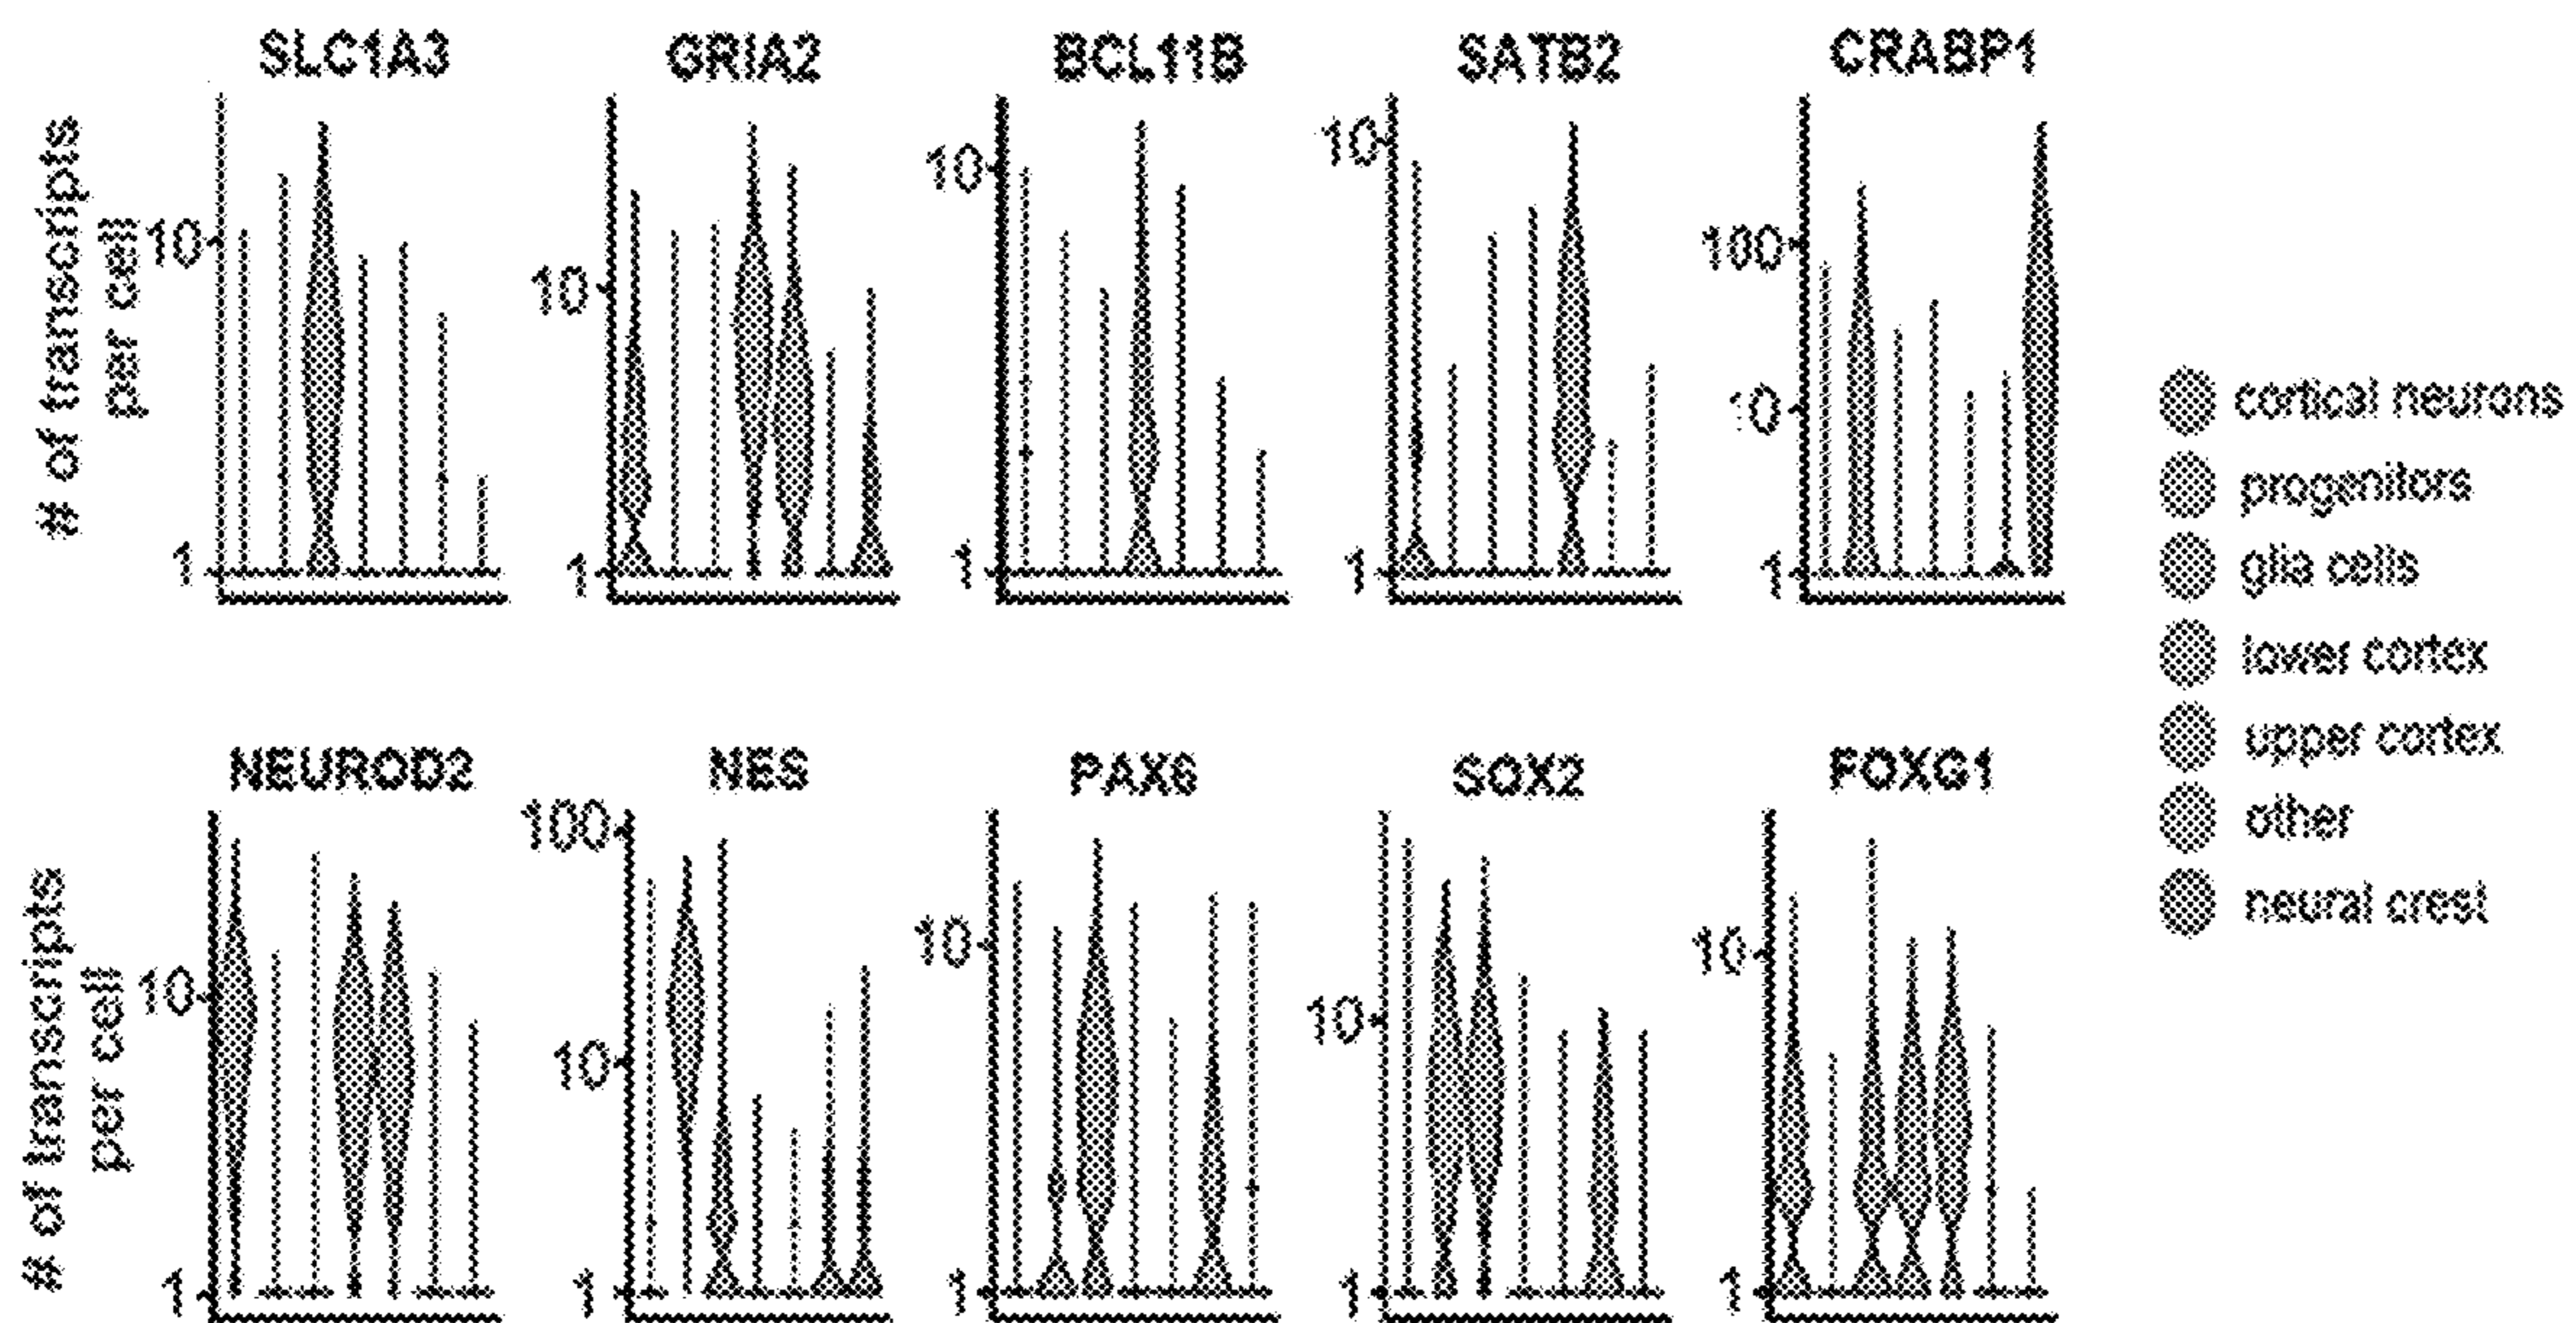 SLC1A3 GRIA2 BCL11B SATB2 CRABP1
# of transcripts
per cell
10
1
10
1
10
1
10
1
100
10
1
cortical neurons
progenitors
glia cells
lower cortex
upper cortex
other
neural crest
NEUROD2 NES PAX6 SOX2 FOXG1
# of transcripts
per cell
10
1
100
10
1
10
1
10
1
10
1